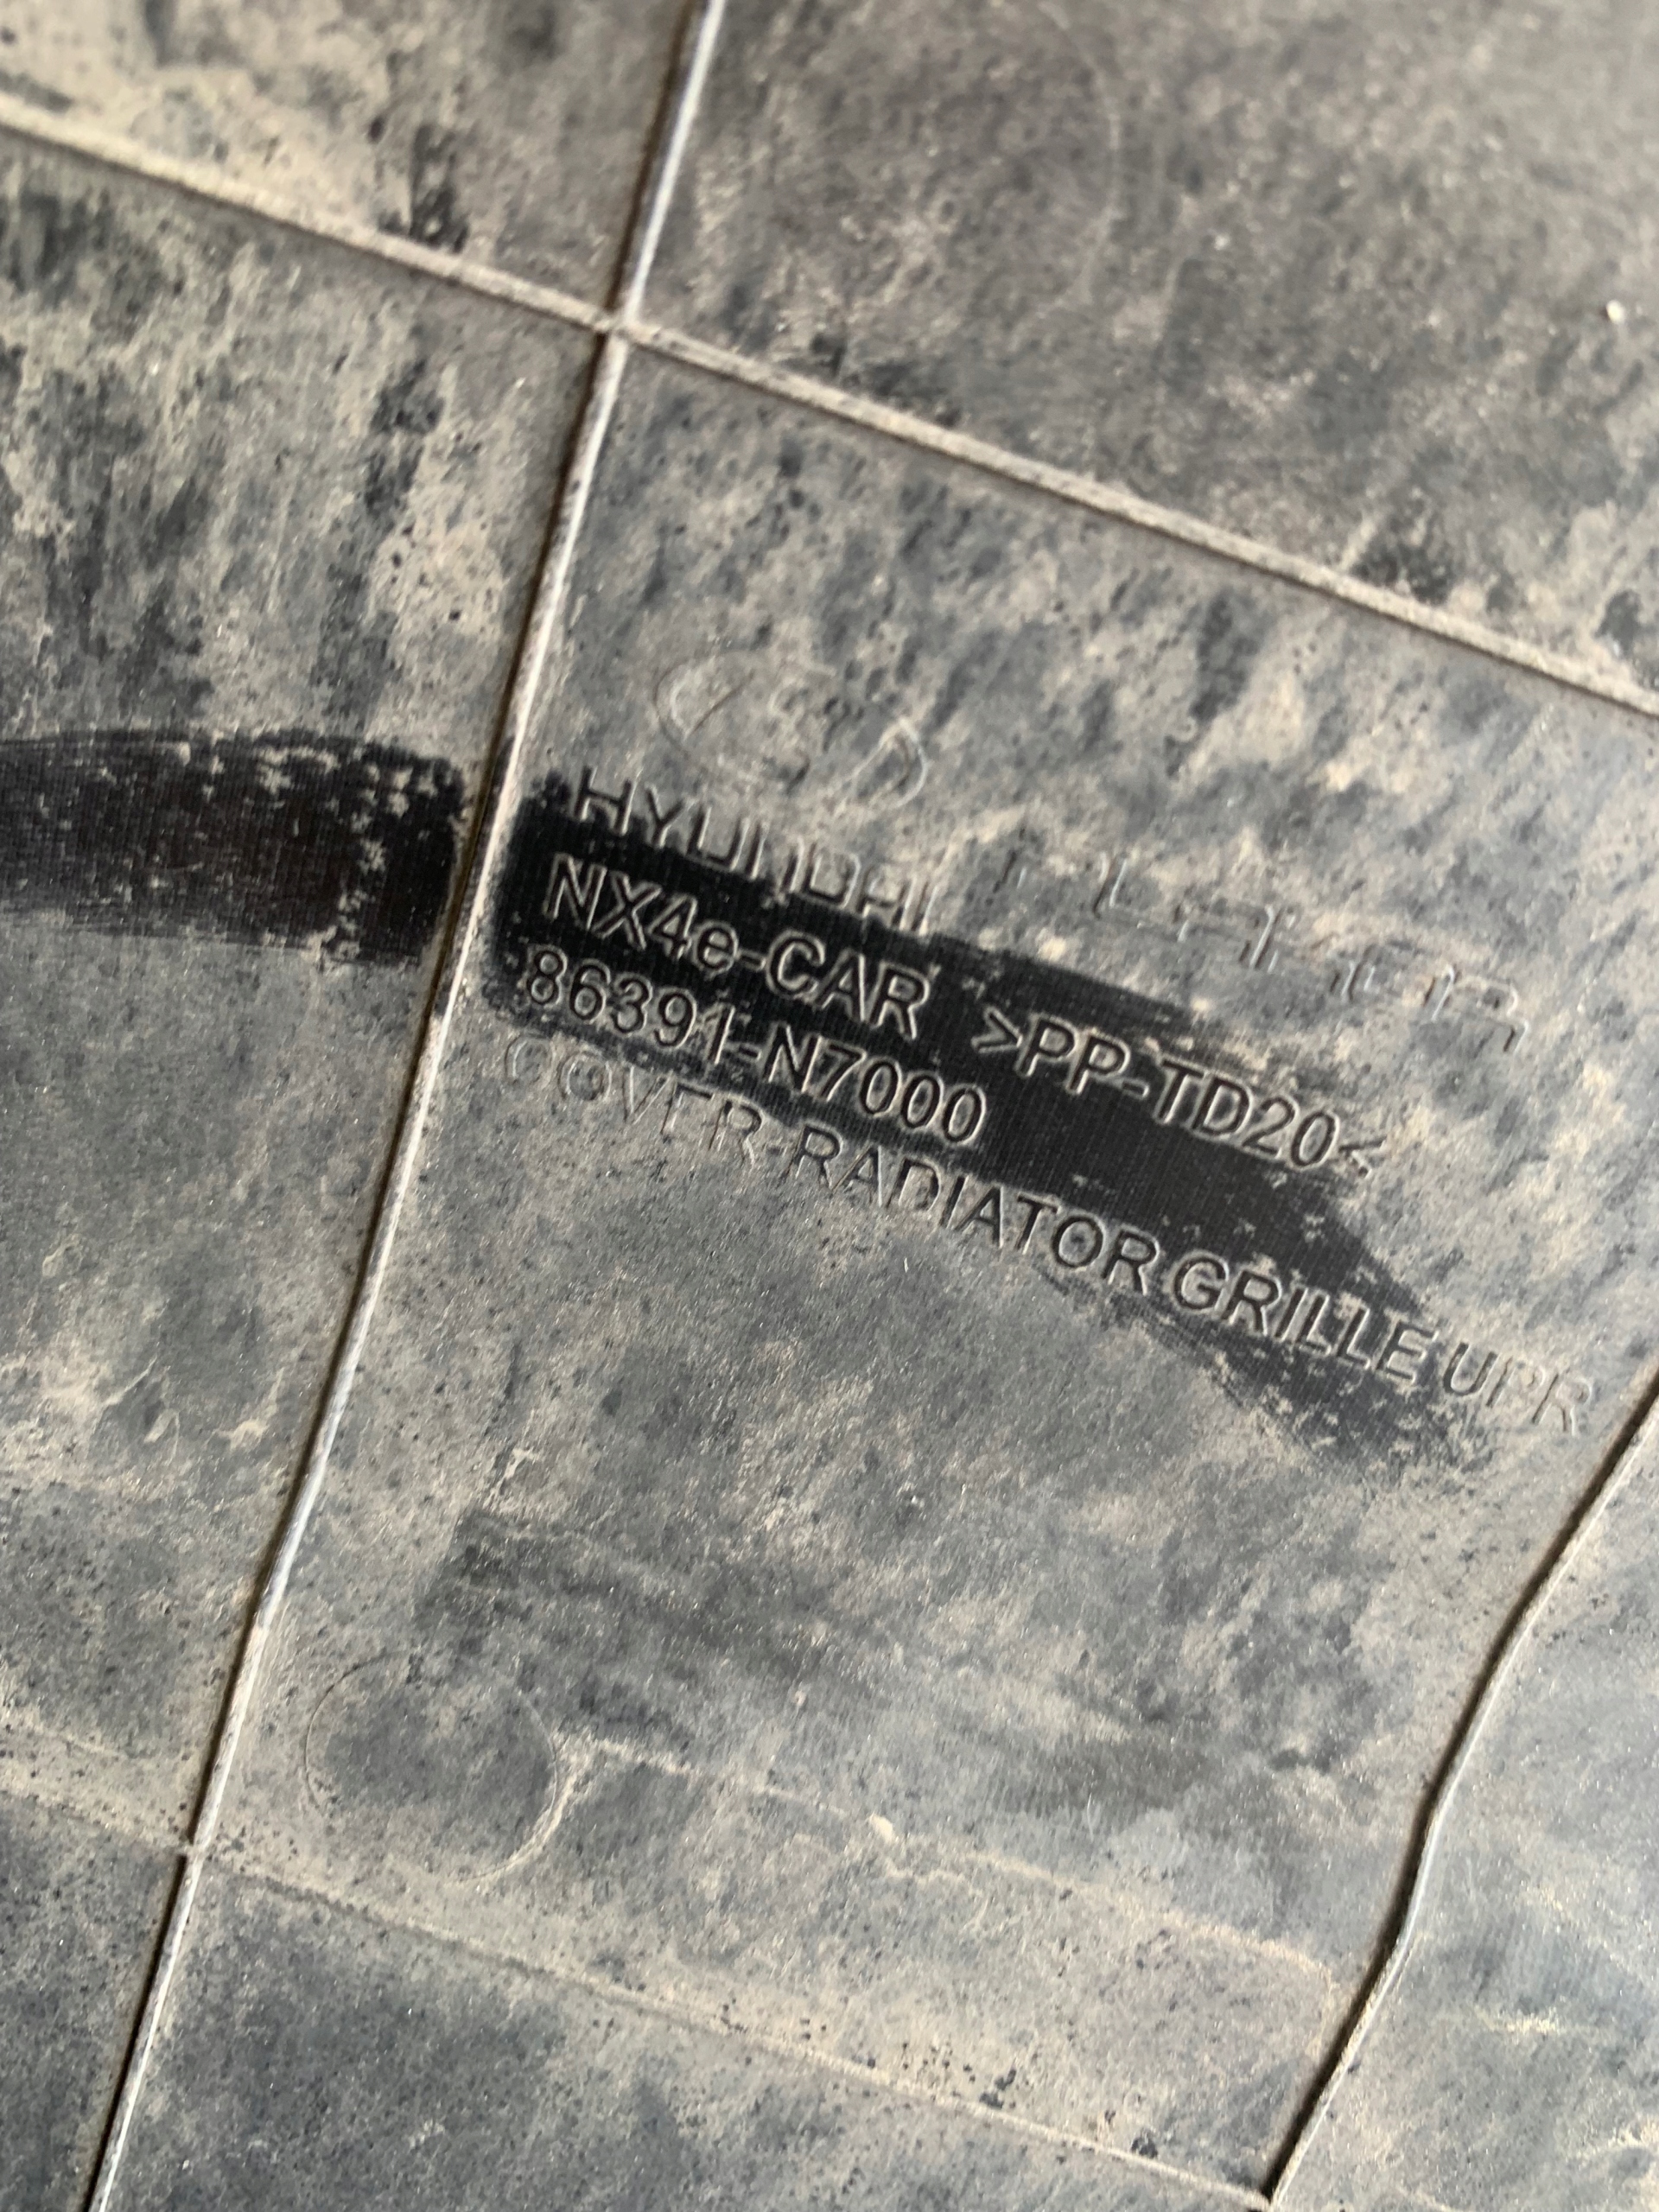 HYUNDAI
NX4e-CAR >PP-TD20<
86391-N7000
COVER-RADIATOR GRILLE UPR